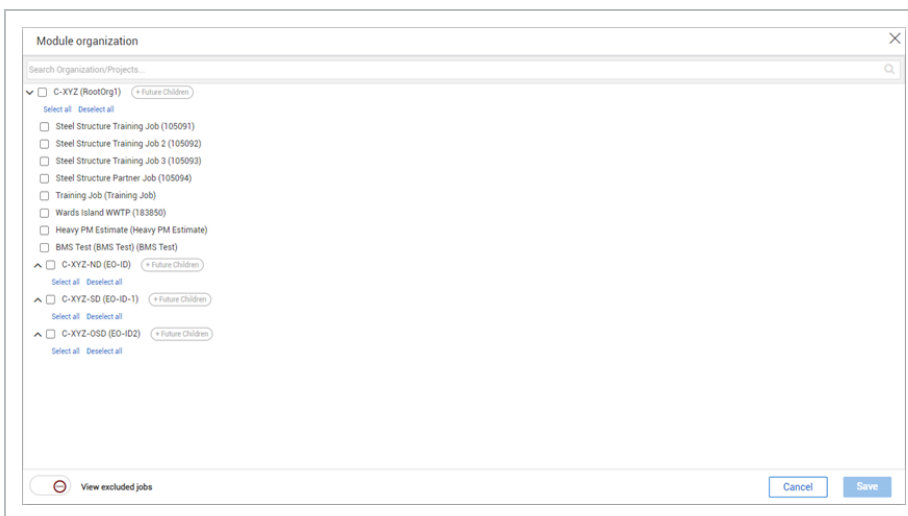 Module organization
Search Organization/Projects...
C-XYZ (RootOrg1) + Future Children
Select all Deselect all
Steel Structure Training Job (105091)
Steel Structure Training Job 2 (105092)
Steel Structure Training Job 3 (105093)
Steel Structure Partner Job (105094)
Training Job (Training Job)
Wards Island WWTP (183850)
Heavy PM Estimate (Heavy PM Estimate)
BMS Test (BMS Test) (BMS Test)
C-XYZ-ND (EO-ID) + Future Children
Select all Deselect all
C-XYZ-SD (EO-ID-1) + Future Children
Select all Deselect all
C-XYZ-OSD (EO-ID2) + Future Children
Select all Deselect all
View excluded jobs Cancel Save